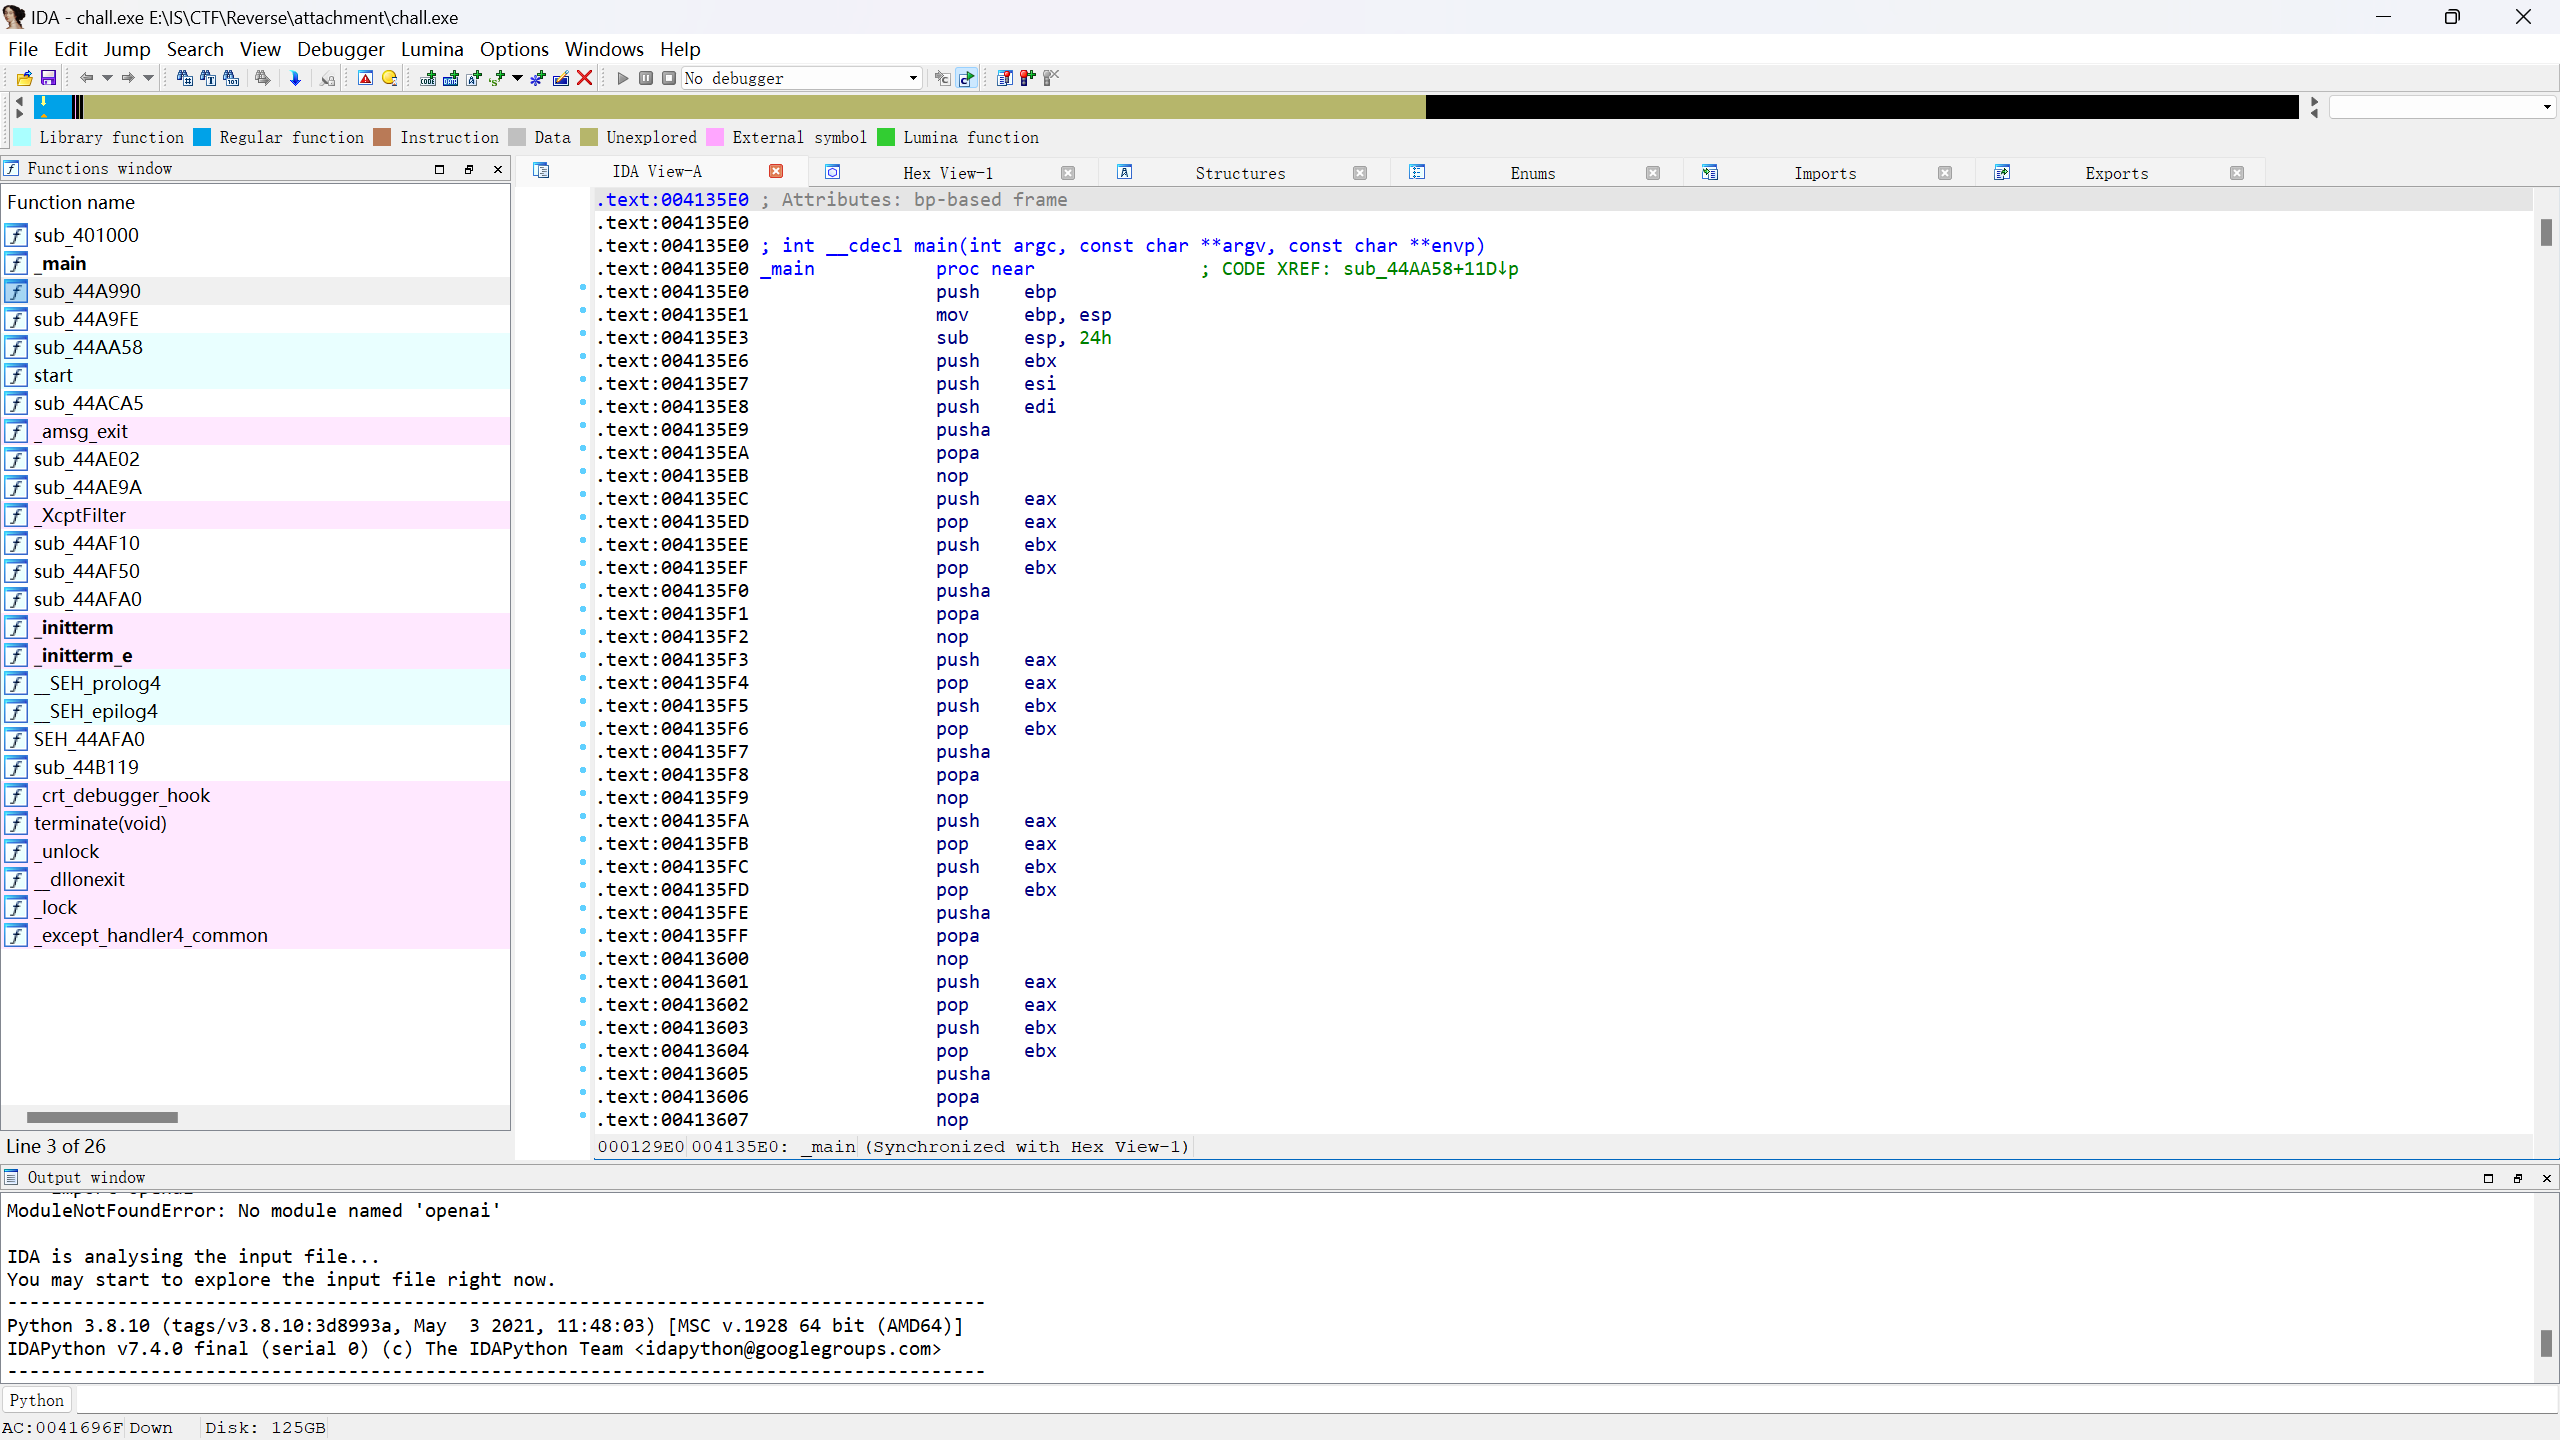 IDA - chall.exe E:\IS\CTF\Reverse\attachment\chall.exe
File Edit Jump Search View Debugger Lumina Options Windows Help
No debugger
Library function Regular function Instruction Data Unexplored External symbol Lumina function
Functions window
Function name
sub_401000
_main
sub_44A990
sub_44A9FE
sub_44AA58
start
sub_44ACA5
_amsg_exit
sub_44AE02
sub_44AE9A
_XcptFilter
sub_44AF10
sub_44AF50
sub_44AFA0
_initterm
_initterm_e
__SEH_prolog4
__SEH_epilog4
SEH_44AFA0
sub_44B119
_crt_debugger_hook
terminate(void)
_unlock
__dllonexit
_lock
_except_handler4_common
Line 3 of 26
IDA View-A Hex View-1 Structures Enums Imports Exports
.text:004135E0 ; Attributes: bp-based frame
.text:004135E0
.text:004135E0 ; int __cdecl main(int argc, const char **argv, const char **envp)
.text:004135E0 _main proc near ; CODE XREF: sub_44AA58+11D↓p
.text:004135E0 push ebp
.text:004135E1 mov ebp, esp
.text:004135E3 sub esp, 24h
.text:004135E6 push ebx
.text:004135E7 push esi
.text:004135E8 push edi
.text:004135E9 pusha
.text:004135EA popa
.text:004135EB nop
.text:004135EC push eax
.text:004135ED pop eax
.text:004135EE push ebx
.text:004135EF pop ebx
.text:004135F0 pusha
.text:004135F1 popa
.text:004135F2 nop
.text:004135F3 push eax
.text:004135F4 pop eax
.text:004135F5 push ebx
.text:004135F6 pop ebx
.text:004135F7 pusha
.text:004135F8 popa
.text:004135F9 nop
.text:004135FA push eax
.text:004135FB pop eax
.text:004135FC push ebx
.text:004135FD pop ebx
.text:004135FE pusha
.text:004135FF popa
.text:00413600 nop
.text:00413601 push eax
.text:00413602 pop eax
.text:00413603 push ebx
.text:00413604 pop ebx
.text:00413605 pusha
.text:00413606 popa
.text:00413607 nop
000129E0 004135E0: _main (Synchronized with Hex View-1)
Output window
ModuleNotFoundError: No module named 'openai'
IDA is analysing the input file...
You may start to explore the input file right now.
-----------------------------------------------------------------------------------------
Python 3.8.10 (tags/v3.8.10:3d8993a, May  3 2021, 11:48:03) [MSC v.1928 64 bit (AMD64)]
IDAPython v7.4.0 final (serial 0) (c) The IDAPython Team <idapython@googlegroups.com>
-----------------------------------------------------------------------------------------
Python
AC:0041696F Down Disk: 125GB